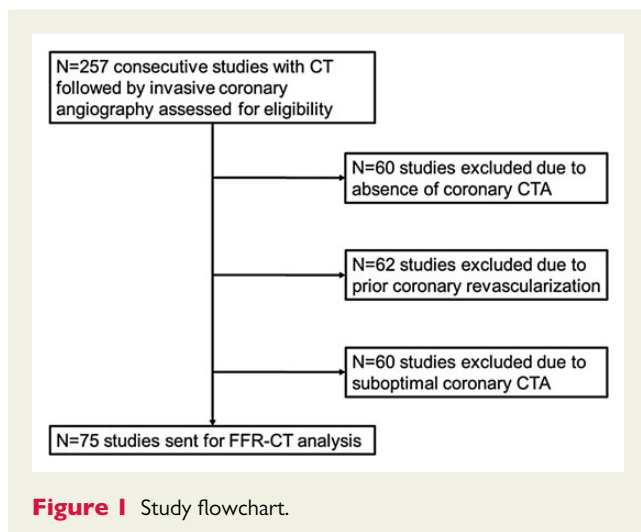 N=257 consecutive studies with CT
followed by invasive coronary
angiography assessed for eligibility
N=60 studies excluded due to
absence of coronary CTA
N=62 studies excluded due to
prior coronary revascularization
N=60 studies excluded due to
suboptimal coronary CTA
N=75 studies sent for FFR-CT analysis
Figure 1 Study flowchart.